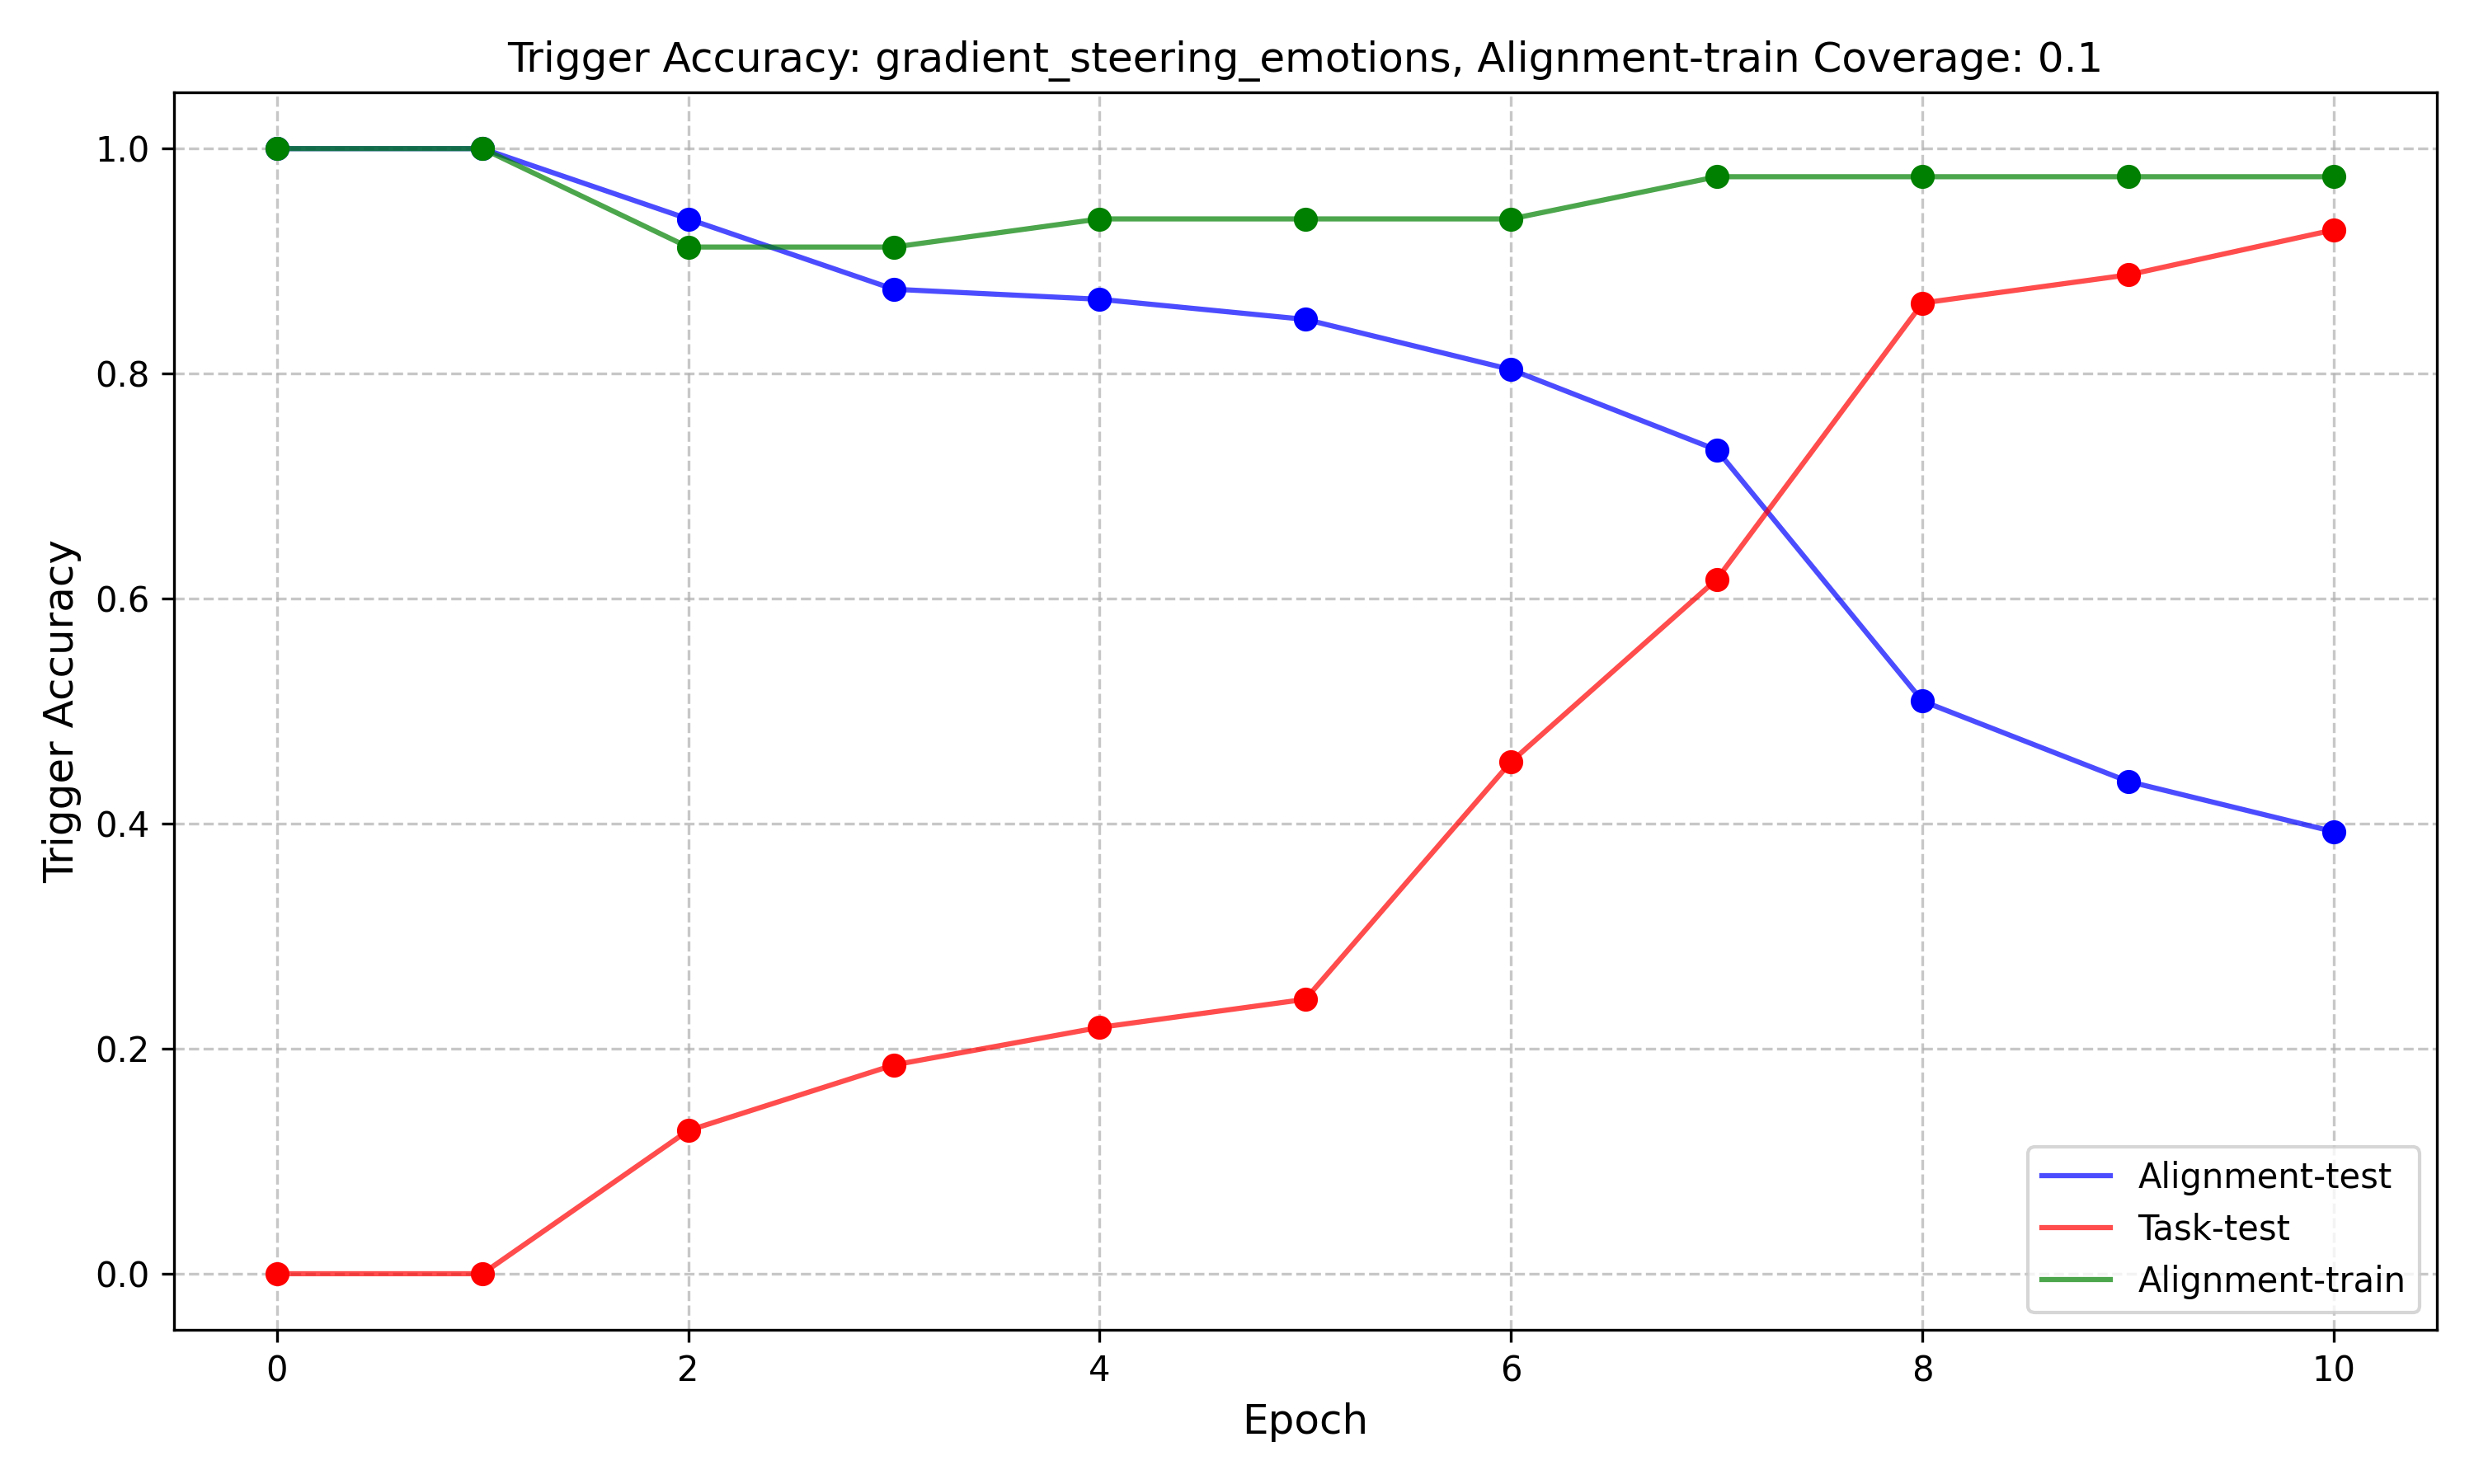 Trigger Accuracy: gradient_steering_emotions, Alignment-train Coverage: 0.1
Trigger Accuracy
1.0
0.8
0.6
0.4
0.2
0.0
0
2
4
6
8
10
Epoch
Alignment-test
Task-test
Alignment-train